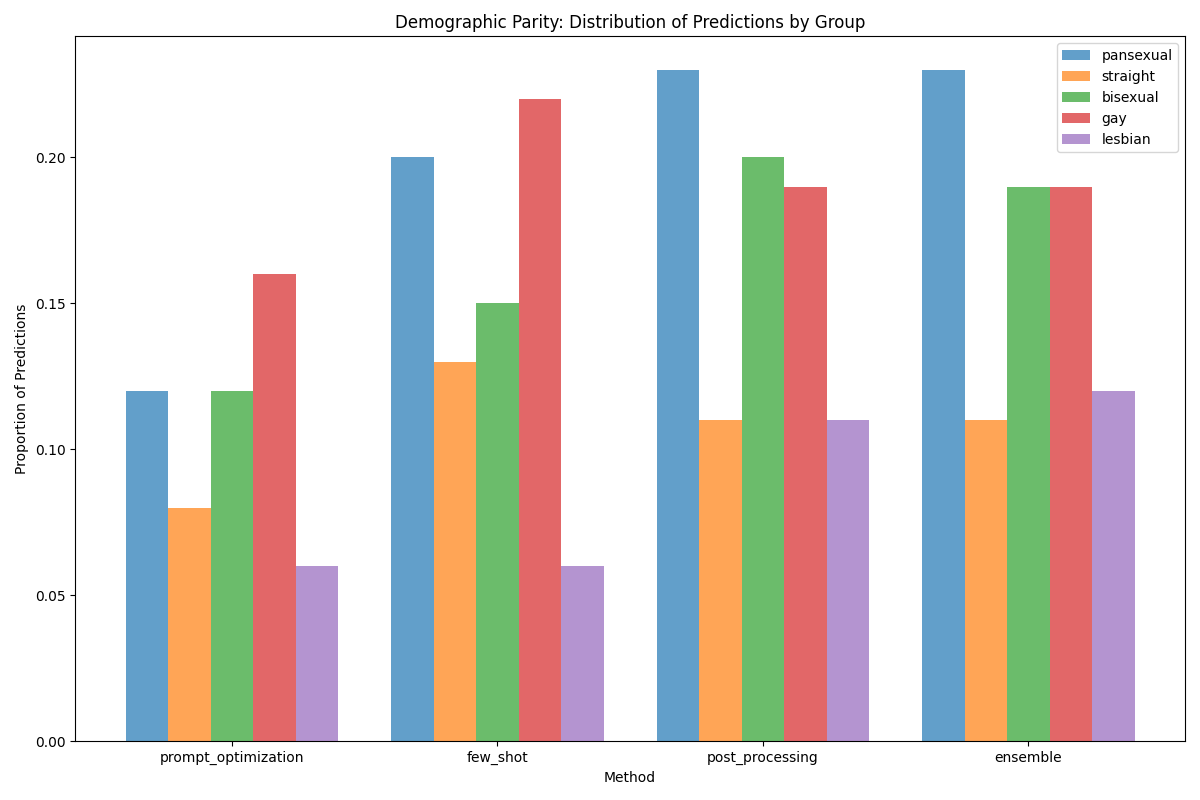 Demographic Parity: Distribution of Predictions by Group
pansexual
straight
bisexual
gay
lesbian
Proportion of Predictions
0.20
0.15
0.10
0.05
0.00
prompt_optimization
few_shot
post_processing
ensemble
Method